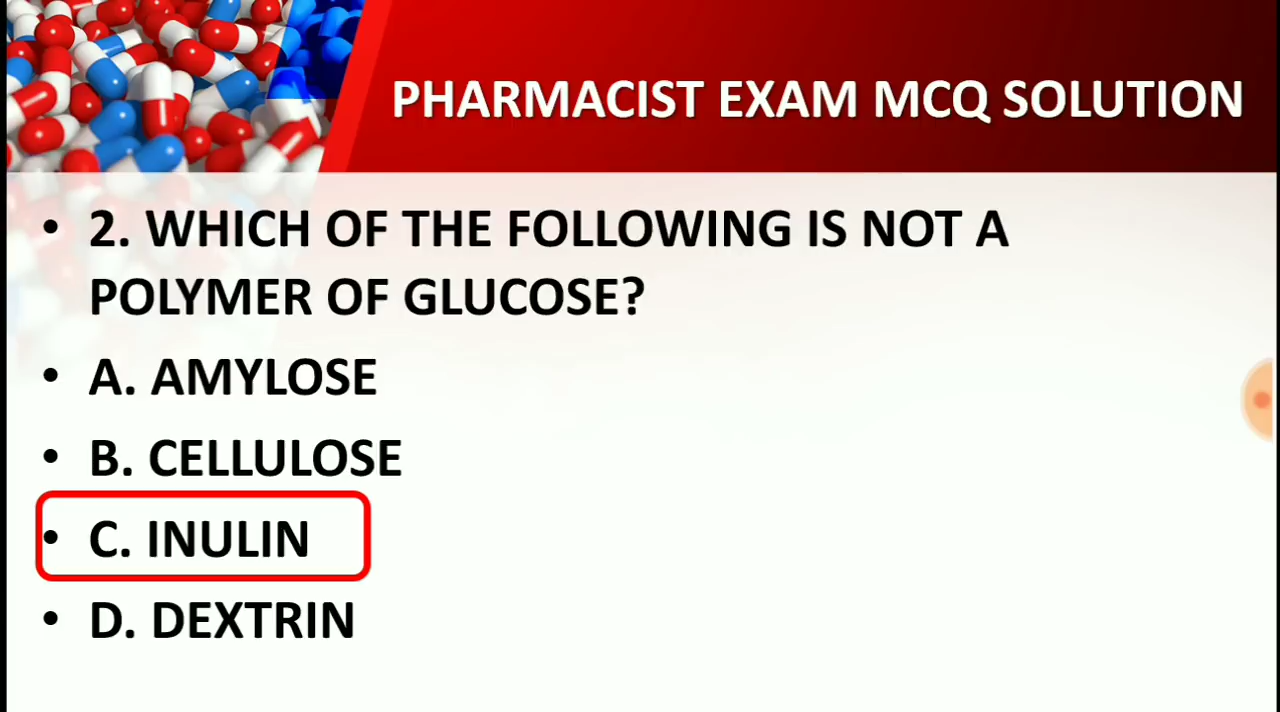 PHARMACIST EXAM MCQ SOLUTION
• 2. WHICH OF THE FOLLOWING IS NOT A
POLYMER OF GLUCOSE?
• A. AMYLOSE
• B. CELLULOSE
• C. INULIN
• D. DEXTRIN